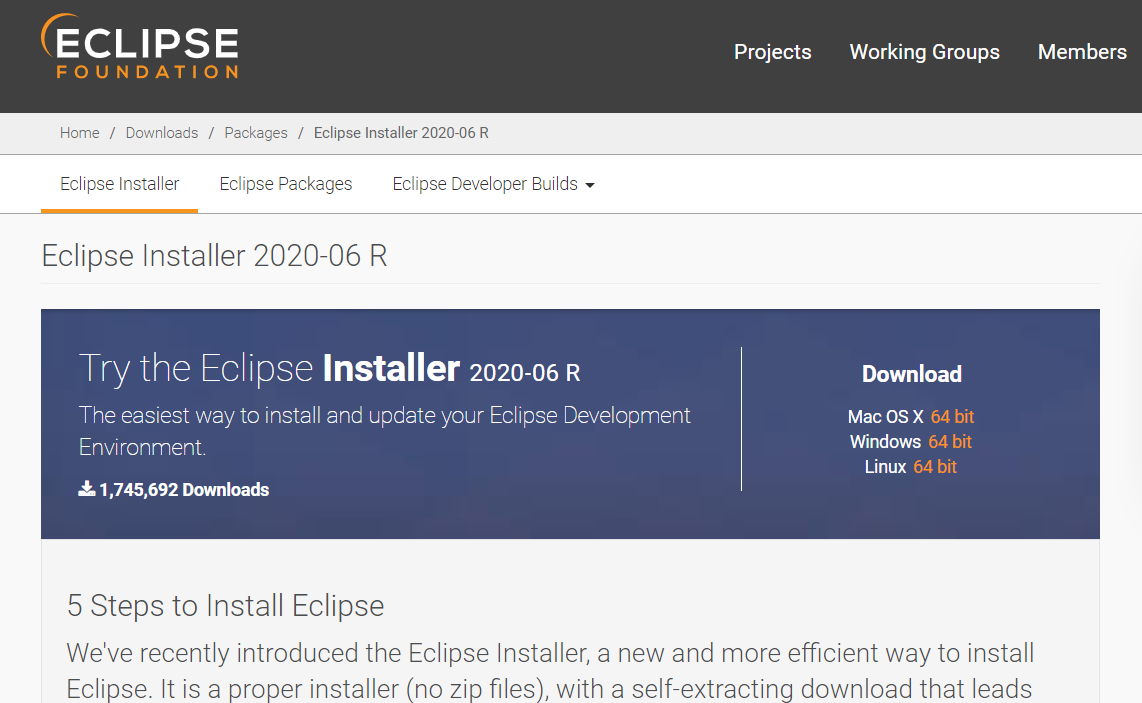 ECLIPSE
FOUNDATION
Projects Working Groups Members
Home / Downloads / Packages / Eclipse Installer 2020-06 R
Eclipse Installer Eclipse Packages Eclipse Developer Builds
Eclipse Installer 2020-06 R
Try the Eclipse Installer 2020-06 R
The easiest way to install and update your Eclipse Development
Environment.
1,745,692 Downloads
Download
Mac OS X 64 bit
Windows 64 bit
Linux 64 bit
5 Steps to Install Eclipse
We've recently introduced the Eclipse Installer, a new and more efficient way to install
Eclipse. It is a proper installer (no zip files), with a self-extracting download that leads